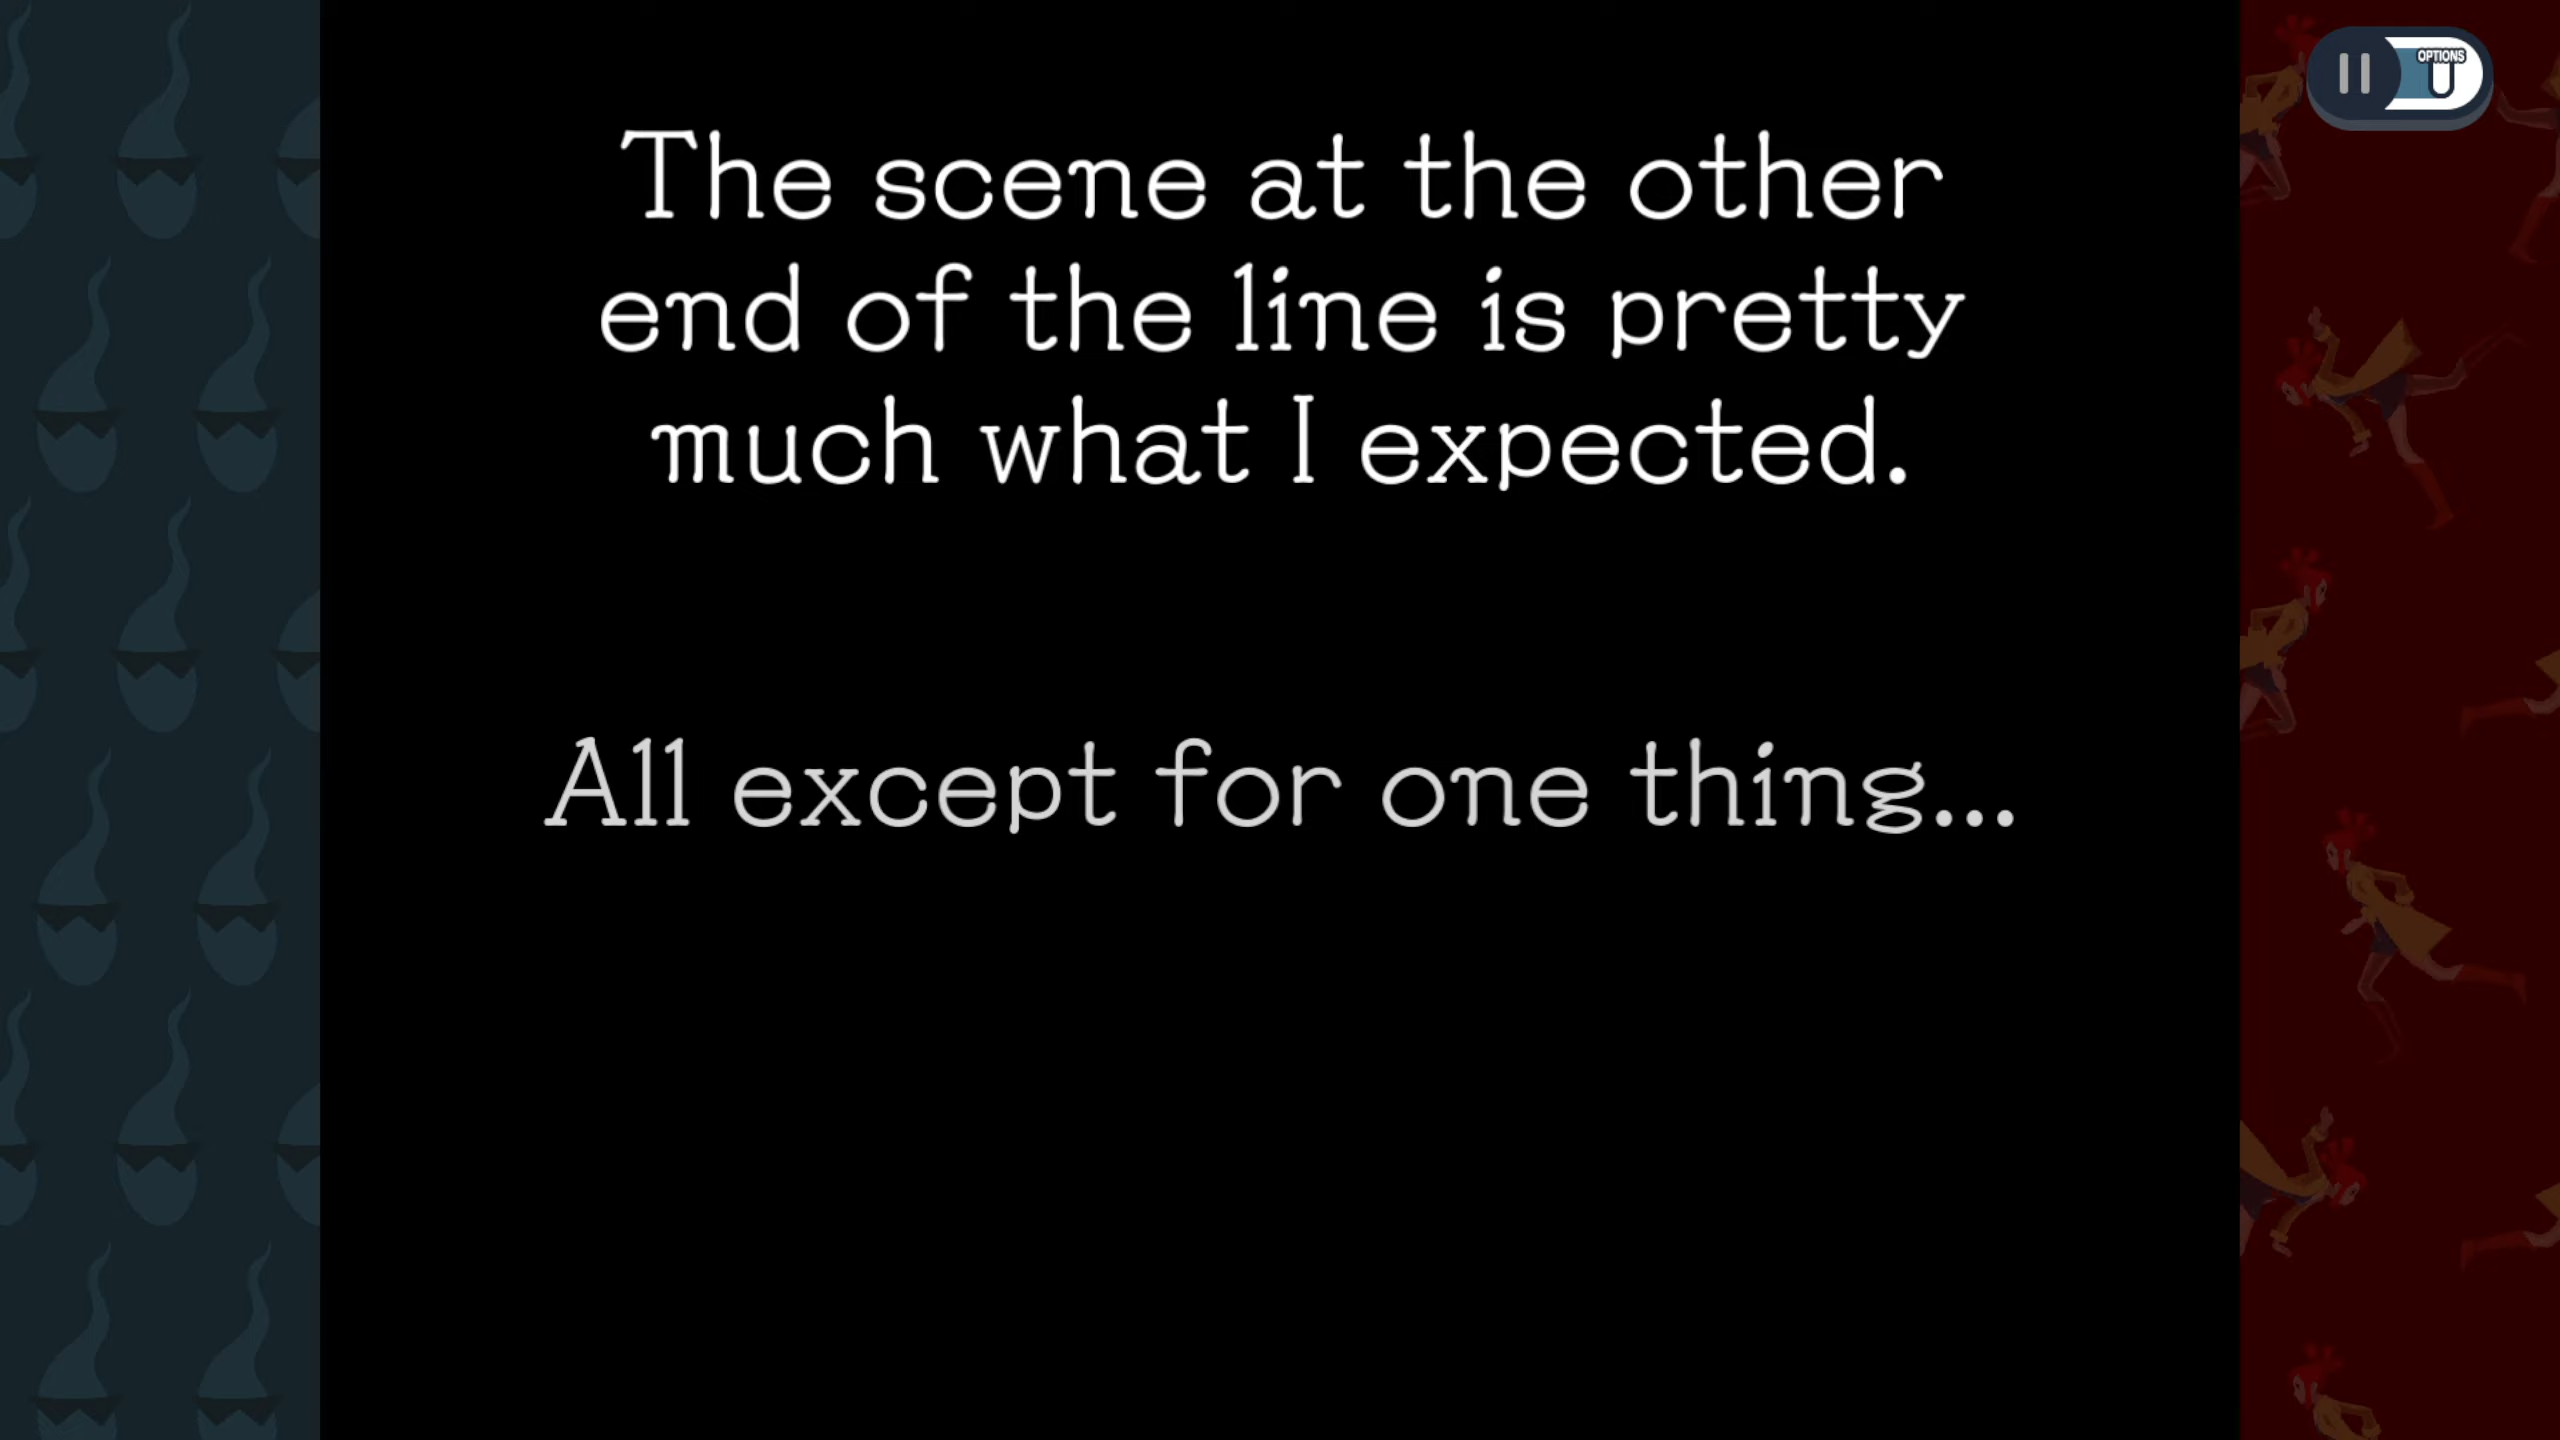 OPTIONS
The scene at the other
end of the line is pretty
much what I expected.
All except for one thing...